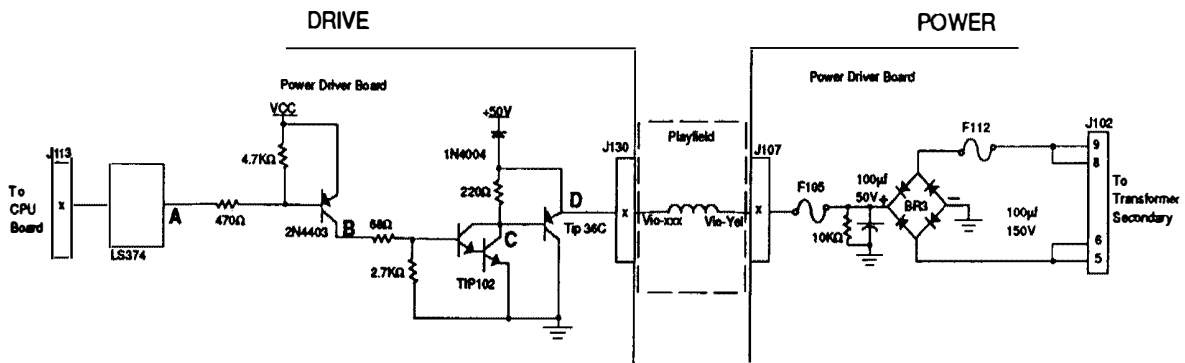 DRIVE
POWER
Power Driver Board
Power Driver Board
VCC
+50V
Playfield
J113
4.7KΩ
1N4004
J130
J107
F112
J102
9
8
To
CPU
Board
x
LS374
A
470Ω
2N4403
B
68Ω
2.7KΩ
TIP102
220Ω
C
D
Tip 36C
x
Vio-xxx
Vio-Yel
x
F105
100µf
50V
+
10KΩ
BR3
−
100µf
150V
To
Transformer
Secondary
6
5